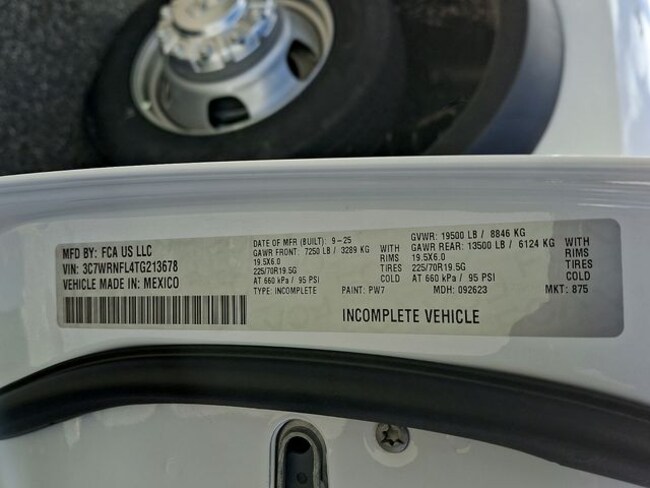 MFD BY: FCA US LLC
VIN: 3C7WRNFL4TG213678
VEHICLE MADE IN: MEXICO
DATE OF MFR (BUILT): 9-25
GAWR FRONT: 7250 LB / 3289 KG WITH
19.5X6.0 RIMS
225/70R19.5G TIRES
AT 660 kPa / 95 PSI COLD
TYPE: INCOMPLETE PAINT: PW7
GVWR: 19500 LB / 8846 KG
GAWR REAR: 13500 LB / 6124 KG WITH
19.5X6.0 RIMS
225/70R19.5G TIRES
AT 660 kPa / 95 PSI COLD
MDH: 092623 MKT: 875
INCOMPLETE VEHICLE